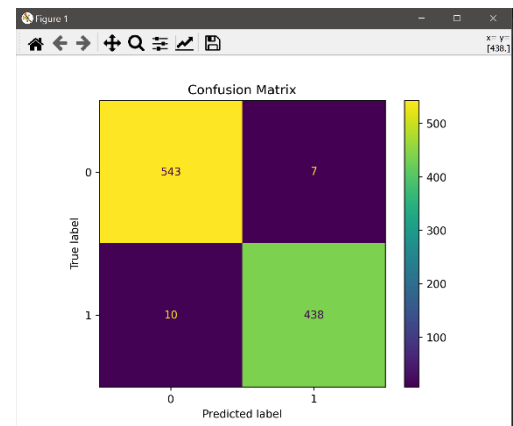 Figure 1
x= y=
[438.]
Confusion Matrix
0
543
7
500
400
300
True label
200
1
10
438
100
0
1
Predicted label